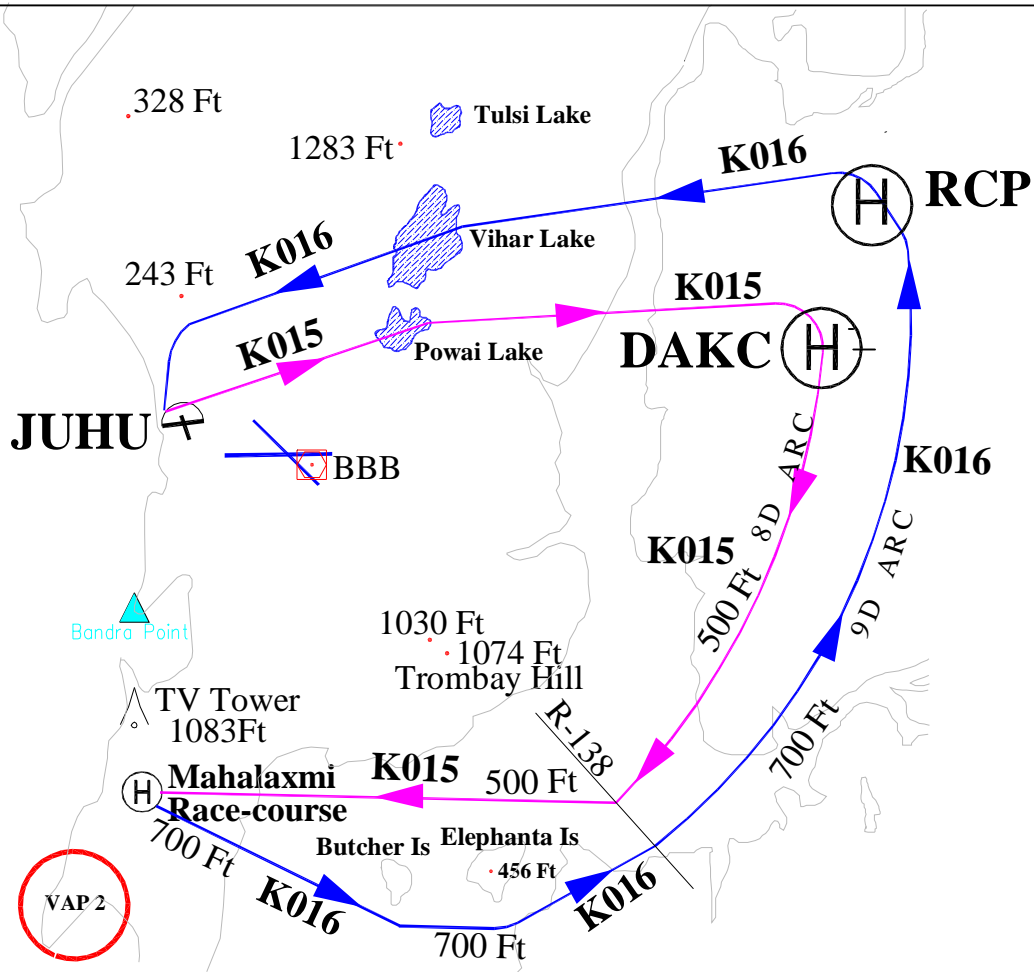 328 Ft
Tulsi Lake
1283 Ft
K016
RCP
H
K016
Vihar Lake
243 Ft
K015
K015
Powai Lake
DAKC
H
JUHU
BBB
K016
8D ARC
9D ARC
K015
500 Ft
Bandra Point
1030 Ft
1074 Ft
Trombay Hill
TV Tower
1083Ft
R-138
700 Ft
H
Mahalaxmi
Race-course
K015
500 Ft
700 Ft
Butcher Is
Elephanta Is
456 Ft
K016
K016
VAP 2
700 Ft